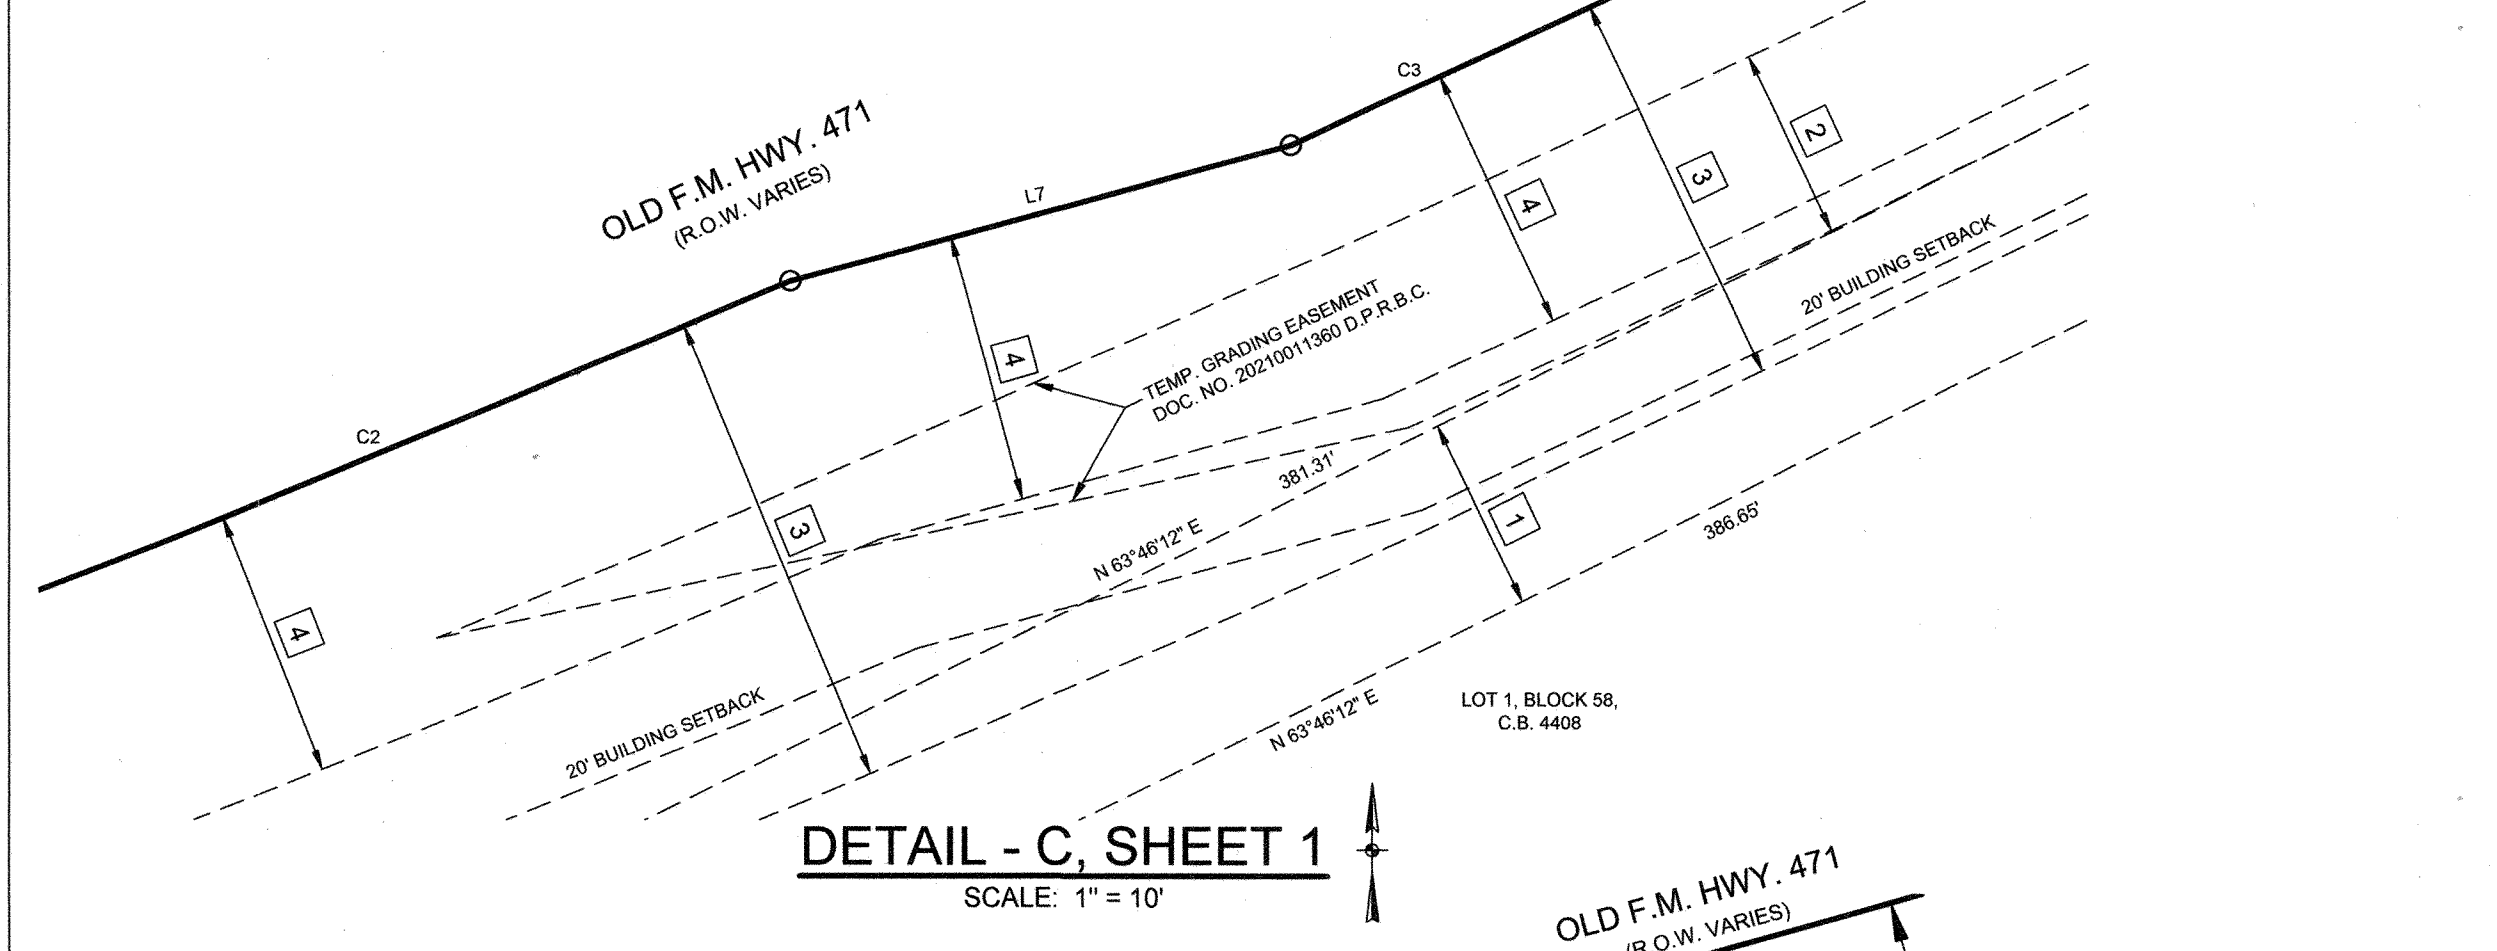 C3
OLD F.M. HWY. 471
(R.O.W. VARIES)
2
3
L7
4
20' BUILDING SETBACK
4
TEMP. GRADING EASEMENT
DOC. NO. 20210011360 D.P.R.B.C.
C2
381.31'
3
1
386.65'
N 63°46'12" E
4
20' BUILDING SETBACK
N 63°46'12" E
LOT 1, BLOCK 58,
C.B. 4408
DETAIL - C, SHEET 1
SCALE: 1" = 10'
OLD F.M. HWY. 471
(R.O.W. VARIES)